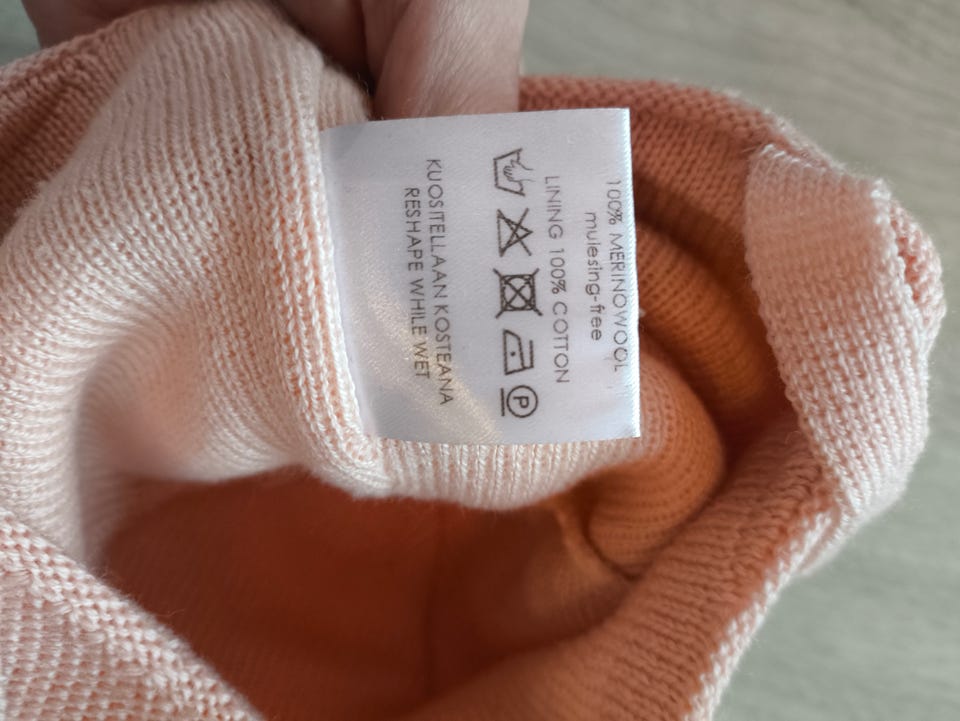 100% MERINOWOOL
mulesing-free
LINING 100% COTTON
P
KUOSITELLAAN KOSTEANA
RESHAPE WHILE WET